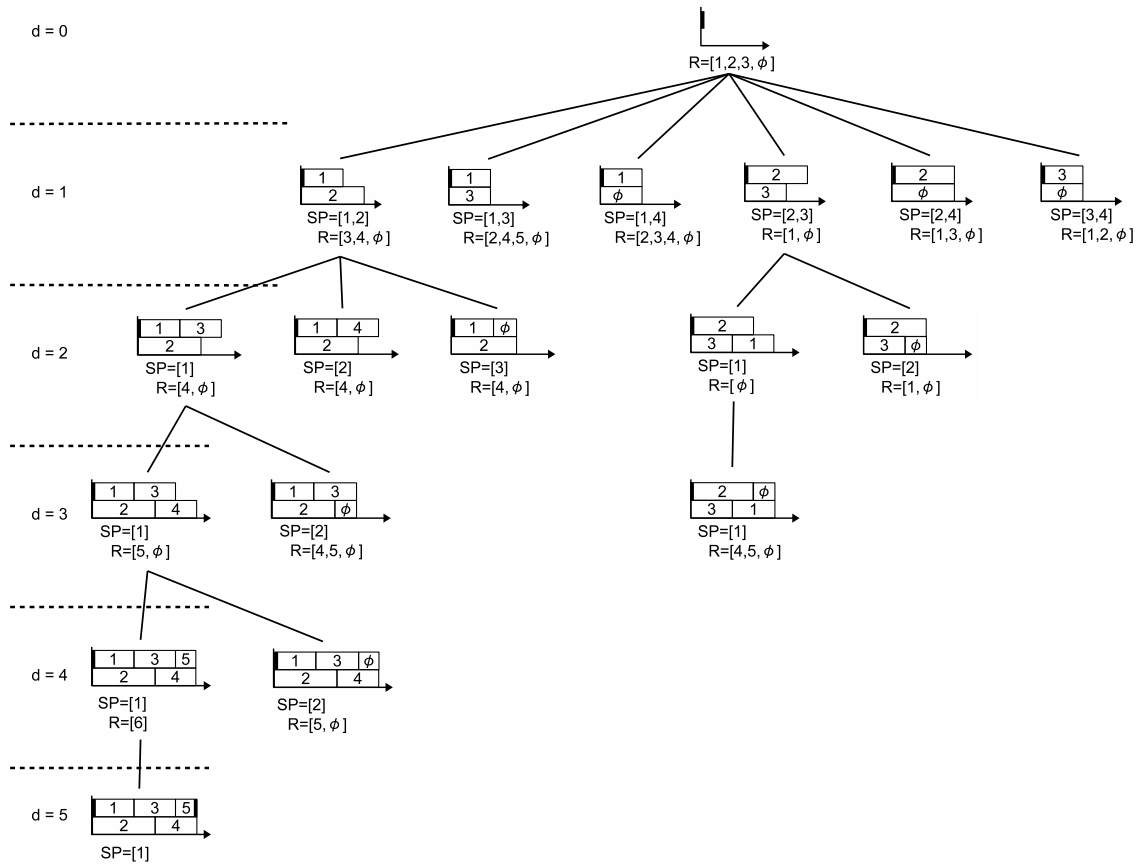 d = 0
R=[1,2,3, ϕ ]
d = 1
1
2
SP=[1,2]
R=[3,4, ϕ ]
1
3
SP=[1,3]
R=[2,4,5, ϕ ]
1
ϕ
SP=[1,4]
R=[2,3,4, ϕ ]
2
3
SP=[2,3]
R=[1, ϕ ]
2
ϕ
SP=[2,4]
R=[1,3, ϕ ]
3
ϕ
SP=[3,4]
R=[1,2, ϕ ]
d = 2
1 3
2
SP=[1]
R=[4, ϕ ]
1 4
2
SP=[2]
R=[4, ϕ ]
1 ϕ
2
SP=[3]
R=[4, ϕ ]
2
3 1
SP=[1]
R=[ ϕ ]
2
3 ϕ
SP=[2]
R=[1, ϕ ]
d = 3
1 3
2 4
SP=[1]
R=[5, ϕ ]
1 3
2 ϕ
SP=[2]
R=[4,5, ϕ ]
2 ϕ
3 1
SP=[1]
R=[4,5, ϕ ]
d = 4
1 3 5
2 4
SP=[1]
R=[6]
1 3 ϕ
2 4
SP=[2]
R=[5, ϕ ]
d = 5
1 3 5
2 4
SP=[1]